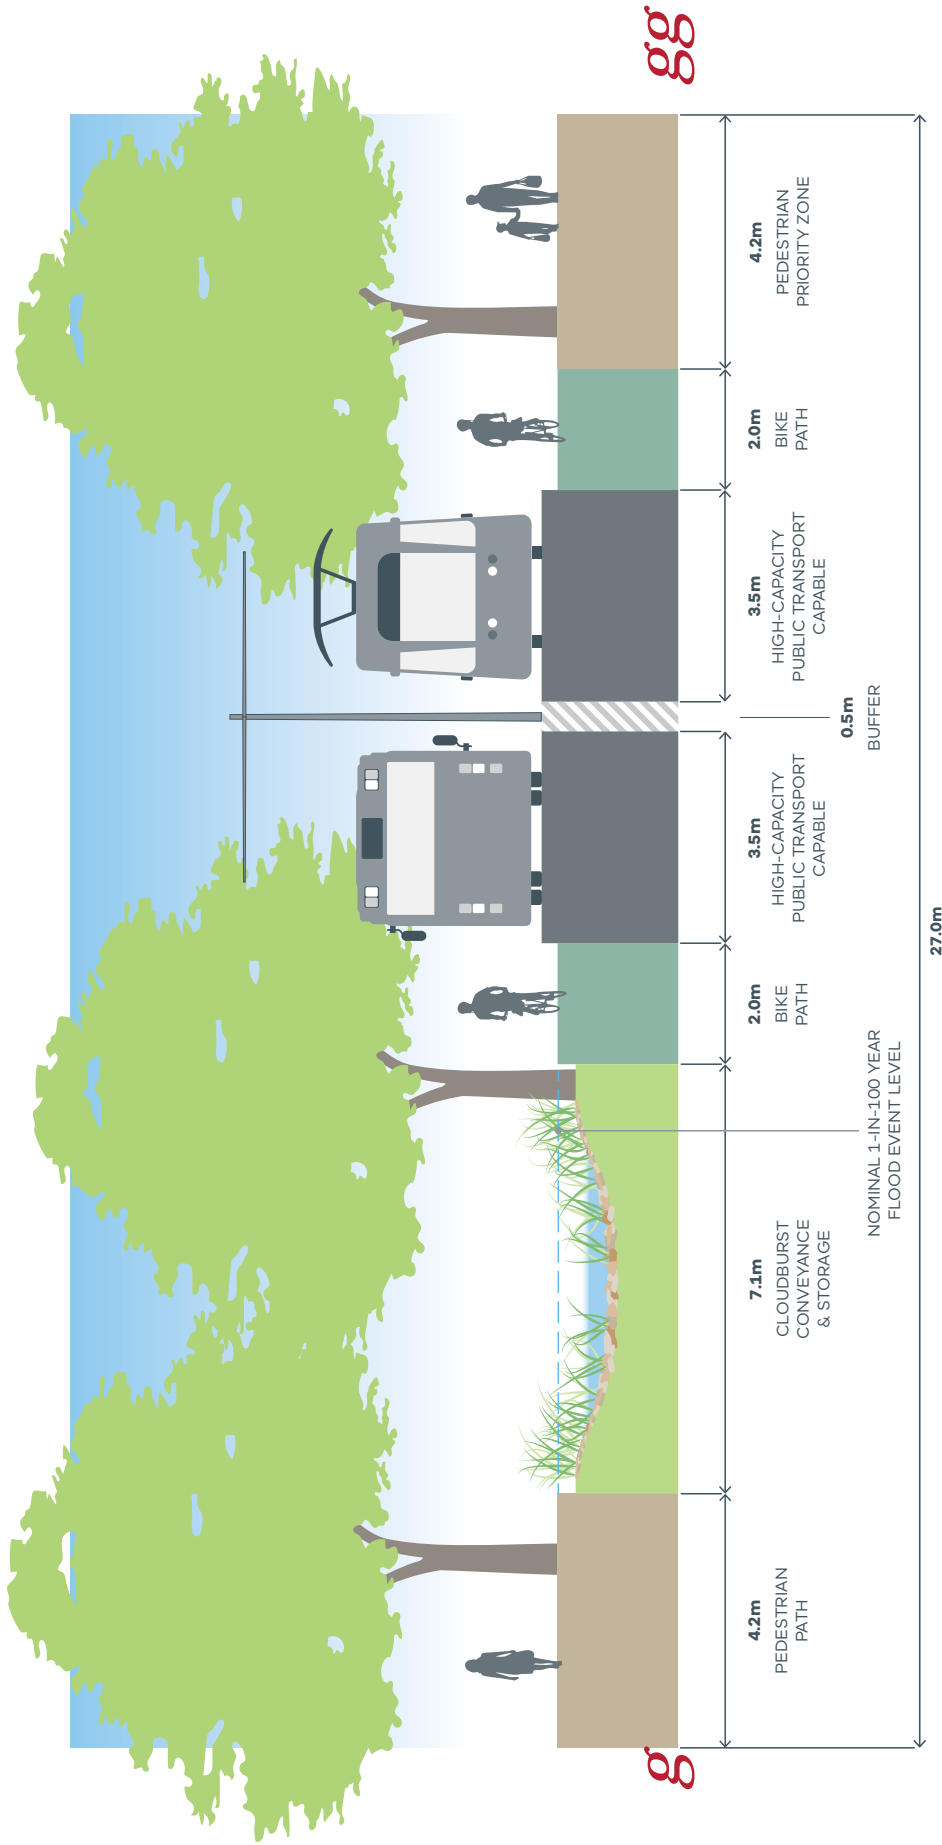 g
gg
4.2m
PEDESTRIAN
PATH
7.1m
CLOUDBURST
CONVEYANCE
& STORAGE
NOMINAL 1-IN-100 YEAR
FLOOD EVENT LEVEL
2.0m
BIKE
PATH
3.5m
HIGH-CAPACITY
PUBLIC TRANSPORT
CAPABLE
0.5m
BUFFER
3.5m
HIGH-CAPACITY
PUBLIC TRANSPORT
CAPABLE
2.0m
BIKE
PATH
4.2m
PEDESTRIAN
PRIORITY ZONE
27.0m